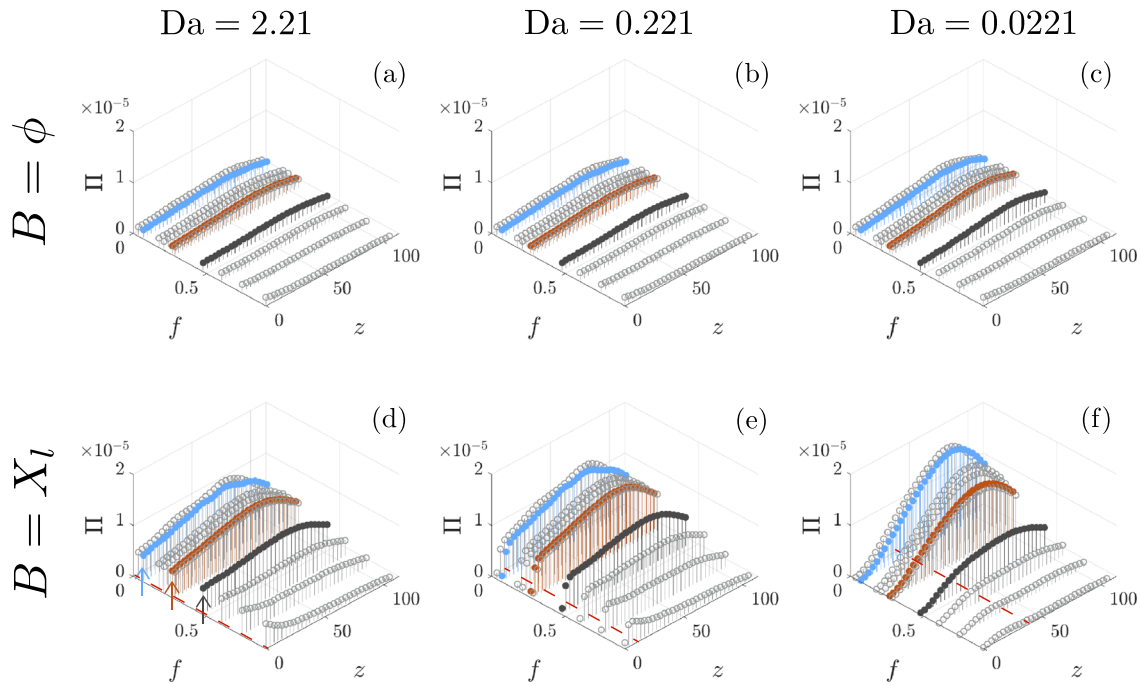 Da = 2.21 Da = 0.221 Da = 0.0221
(a) (b) (c)
B = ϕ
×10⁻⁵ ×10⁻⁵ ×10⁻⁵
2 2 2
Π 1 Π 1 Π 1
0 0 0
0 100 0 100 0 100
0.5 50 0.5 50 0.5 50
f 0 z f 0 z f 0 z
(d) (e) (f)
B = Xₗ
×10⁻⁵ ×10⁻⁵ ×10⁻⁵
2 2 2
Π 1 Π 1 Π 1
0 0 0
0 100 0 100 0 100
0.5 50 0.5 50 0.5 50
f 0 z f 0 z f 0 z